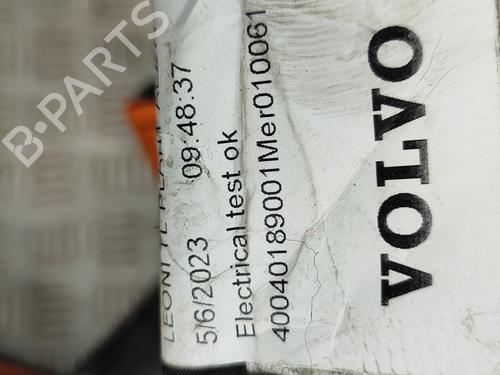 LEONI
5/6/2023 09:48:37
Electrical test ok
40040189001Mer010061
VOLVO
B-PARTS